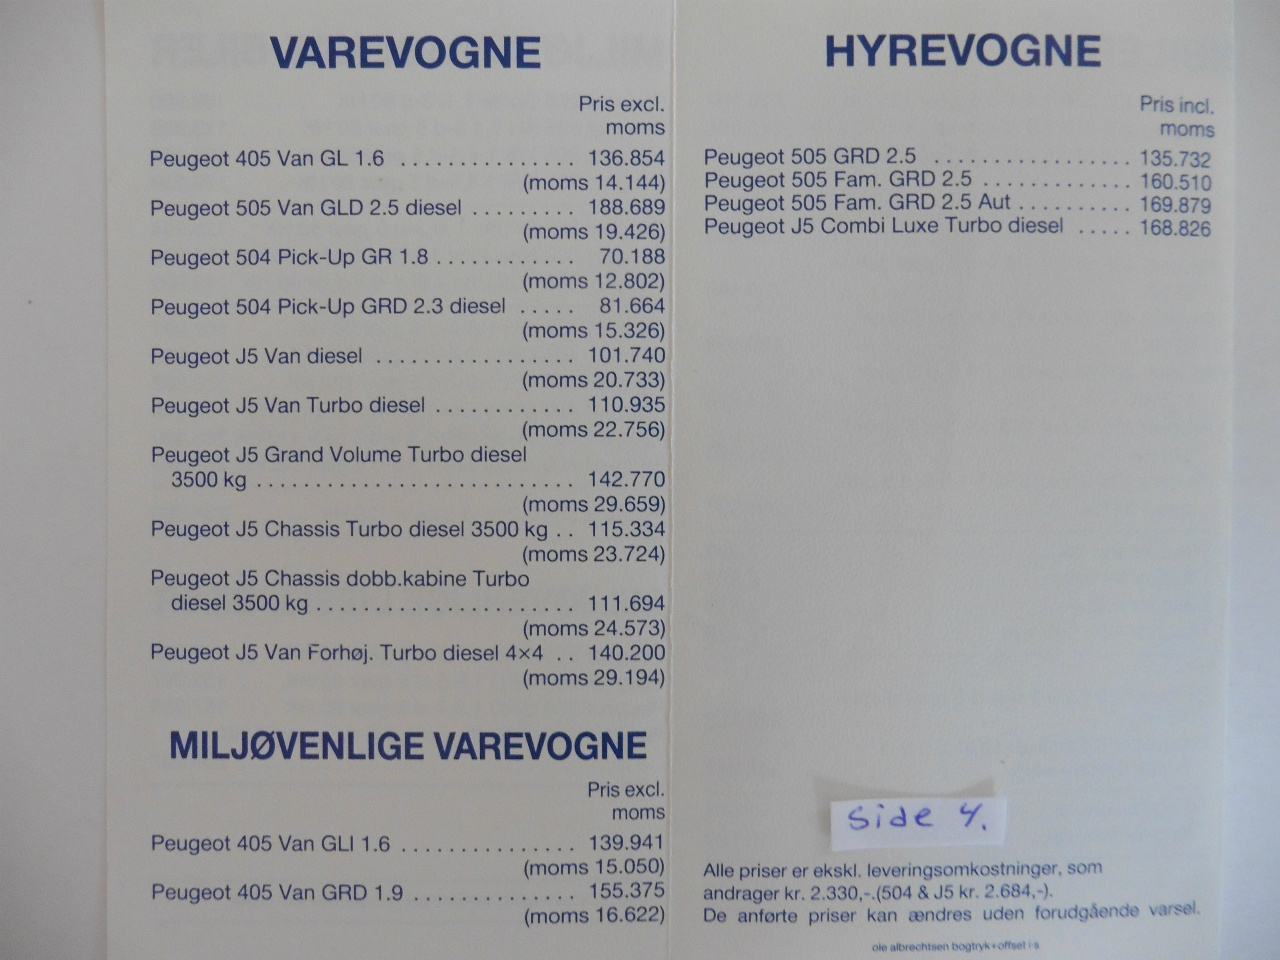 VAREVOGNE
Pris excl.
moms
Peugeot 405 Van GL 1.6 . . . . . . . . . . . . . . . 136.854
(moms 14.144)
Peugeot 505 Van GLD 2.5 diesel . . . . . . . . . 188.689
(moms 19.426)
Peugeot 504 Pick-Up GR 1.8 . . . . . . . . . . . . 70.188
(moms 12.802)
Peugeot 504 Pick-Up GRD 2.3 diesel . . . . . 81.664
(moms 15.326)
Peugeot J5 Van diesel . . . . . . . . . . . . . . . . . 101.740
(moms 20.733)
Peugeot J5 Van Turbo diesel . . . . . . . . . . . . 110.935
(moms 22.756)
Peugeot J5 Grand Volume Turbo diesel
3500 kg . . . . . . . . . . . . . . . . . . . . . . . . . . . 142.770
(moms 29.659)
Peugeot J5 Chassis Turbo diesel 3500 kg . . 115.334
(moms 23.724)
Peugeot J5 Chassis dobb.kabine Turbo
diesel 3500 kg . . . . . . . . . . . . . . . . . . . . . . 111.694
(moms 24.573)
Peugeot J5 Van Forhøj. Turbo diesel 4×4 . . 140.200
(moms 29.194)
MILJØVENLIGE VAREVOGNE
Pris excl.
moms
Peugeot 405 Van GLI 1.6 . . . . . . . . . . . . . . . 139.941
(moms 15.050)
Peugeot 405 Van GRD 1.9 . . . . . . . . . . . . . . 155.375
(moms 16.622)
HYREVOGNE
Pris incl.
moms
Peugeot 505 GRD 2.5 . . . . . . . . . . . . . . . . . 135.732
Peugeot 505 Fam. GRD 2.5 . . . . . . . . . . . . . 160.510
Peugeot 505 Fam. GRD 2.5 Aut . . . . . . . . . . 169.879
Peugeot J5 Combi Luxe Turbo diesel . . . . . 168.826
Side 4.
Alle priser er ekskl. leveringsomkostninger, som
andrager kr. 2.330,-.(504 & J5 kr. 2.684,-).
De anførte priser kan ændres uden forudgående varsel.
ole albrechtsen bogtryk+offset i·s